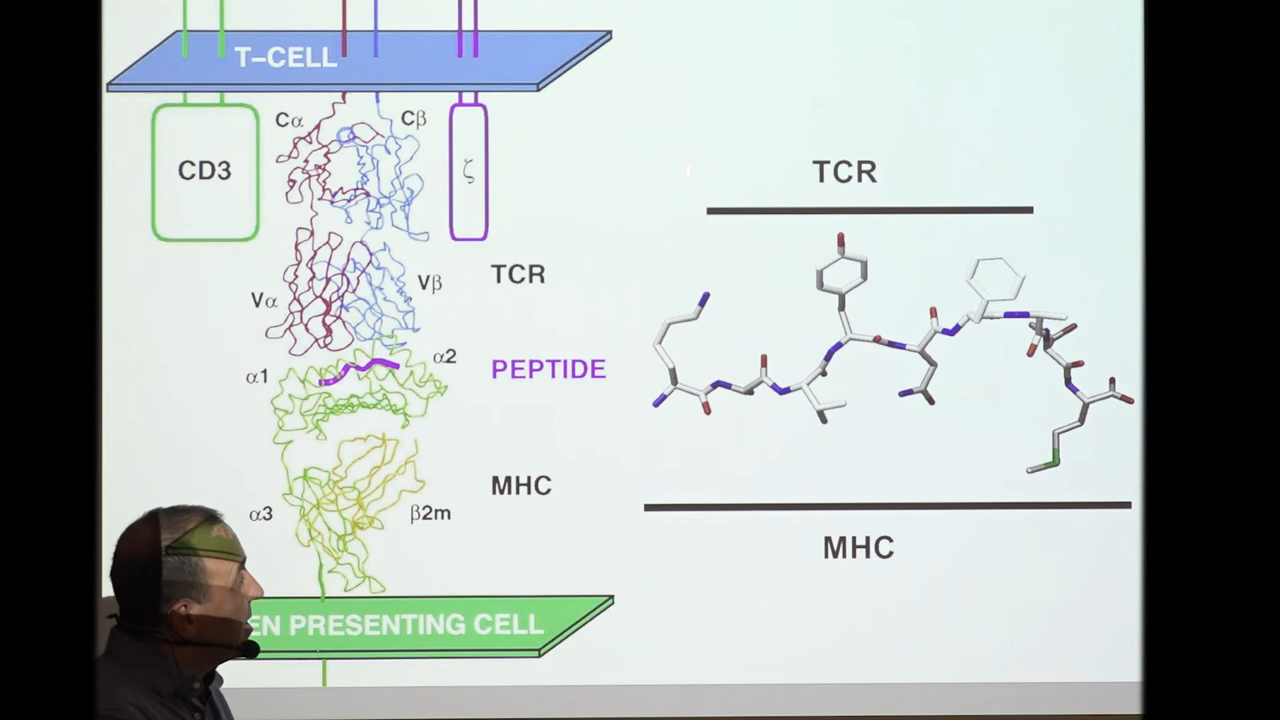 T–CELL
Cα
Cβ
CD3
ζ
Vα
Vβ
TCR
α1
α2
PEPTIDE
MHC
α3
β2m
EN PRESENTING CELL
TCR
MHC